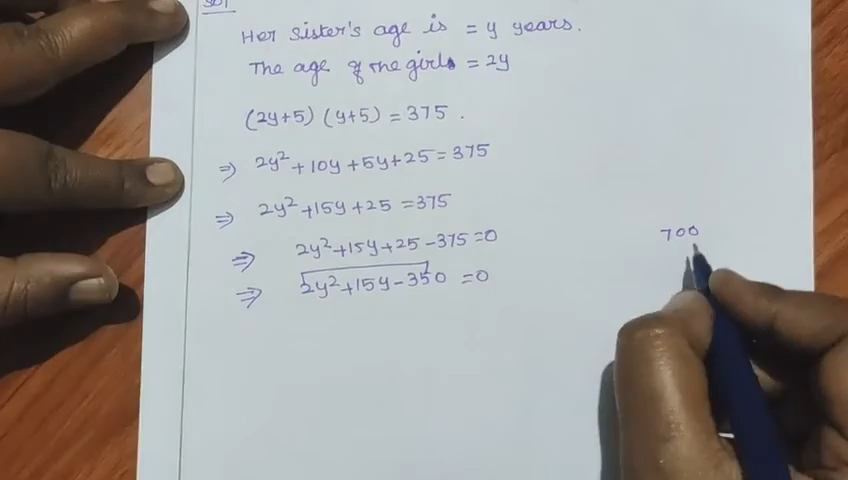 Sol
Her sister's age is = y years.
The age of the girl = 2y
(2y+5) (y+5) = 375.
⇒ 2y² + 10y + 5y + 25 = 375
⇒ 2y² + 15y + 25 = 375
⇒ 2y² + 15y + 25 - 375 = 0
700
⇒ 2y² + 15y - 350 = 0